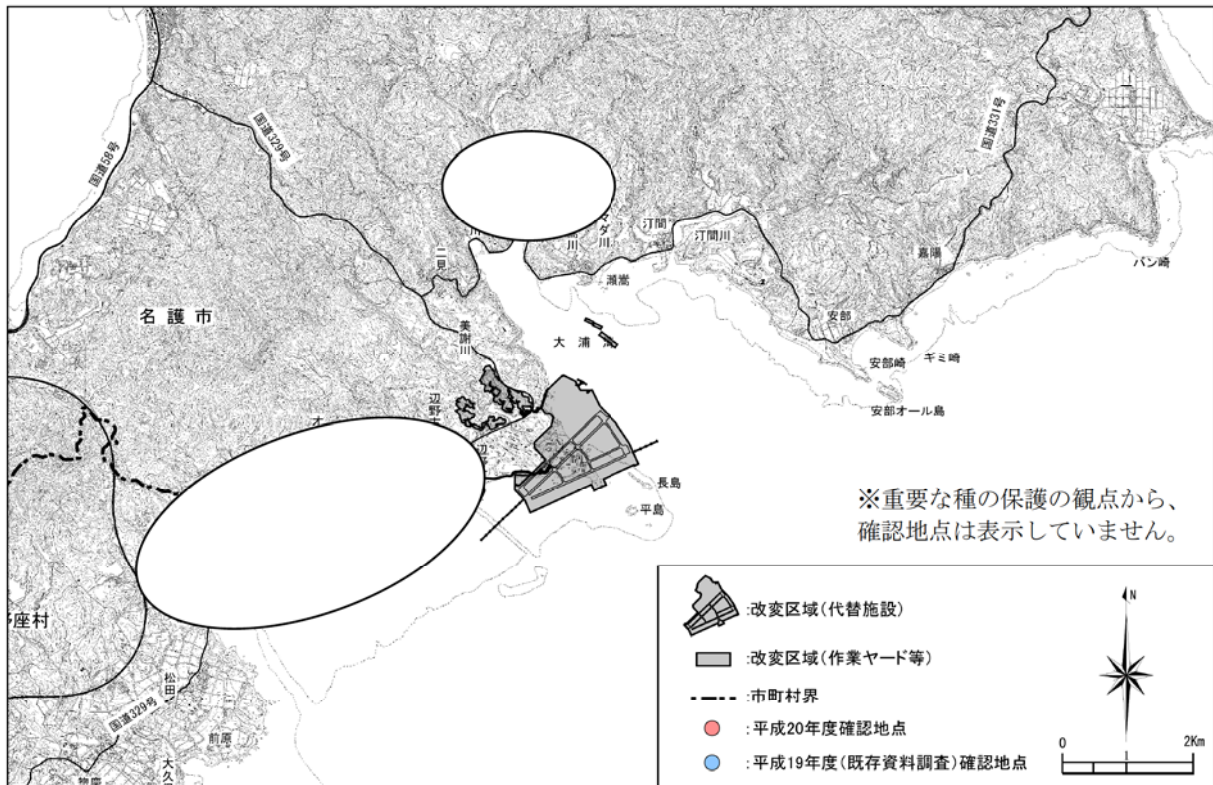 国道58号
国道329号
国道331号
川
川
マダ川
汀間
汀間川
二見
瀬嵩
嘉陽
バン崎
名護市
美謝川
大浦
安部
安部崎
ギミ崎
安部オール島
辺野
長島
平島
※重要な種の保護の観点から、
確認地点は表示していません。
座村
松田
国道329号
前原
大久
:改変区域(代替施設)
:改変区域(作業ヤード等)
:市町村界
:平成20年度確認地点
:平成19年度(既存資料調査)確認地点
N
0
2Km